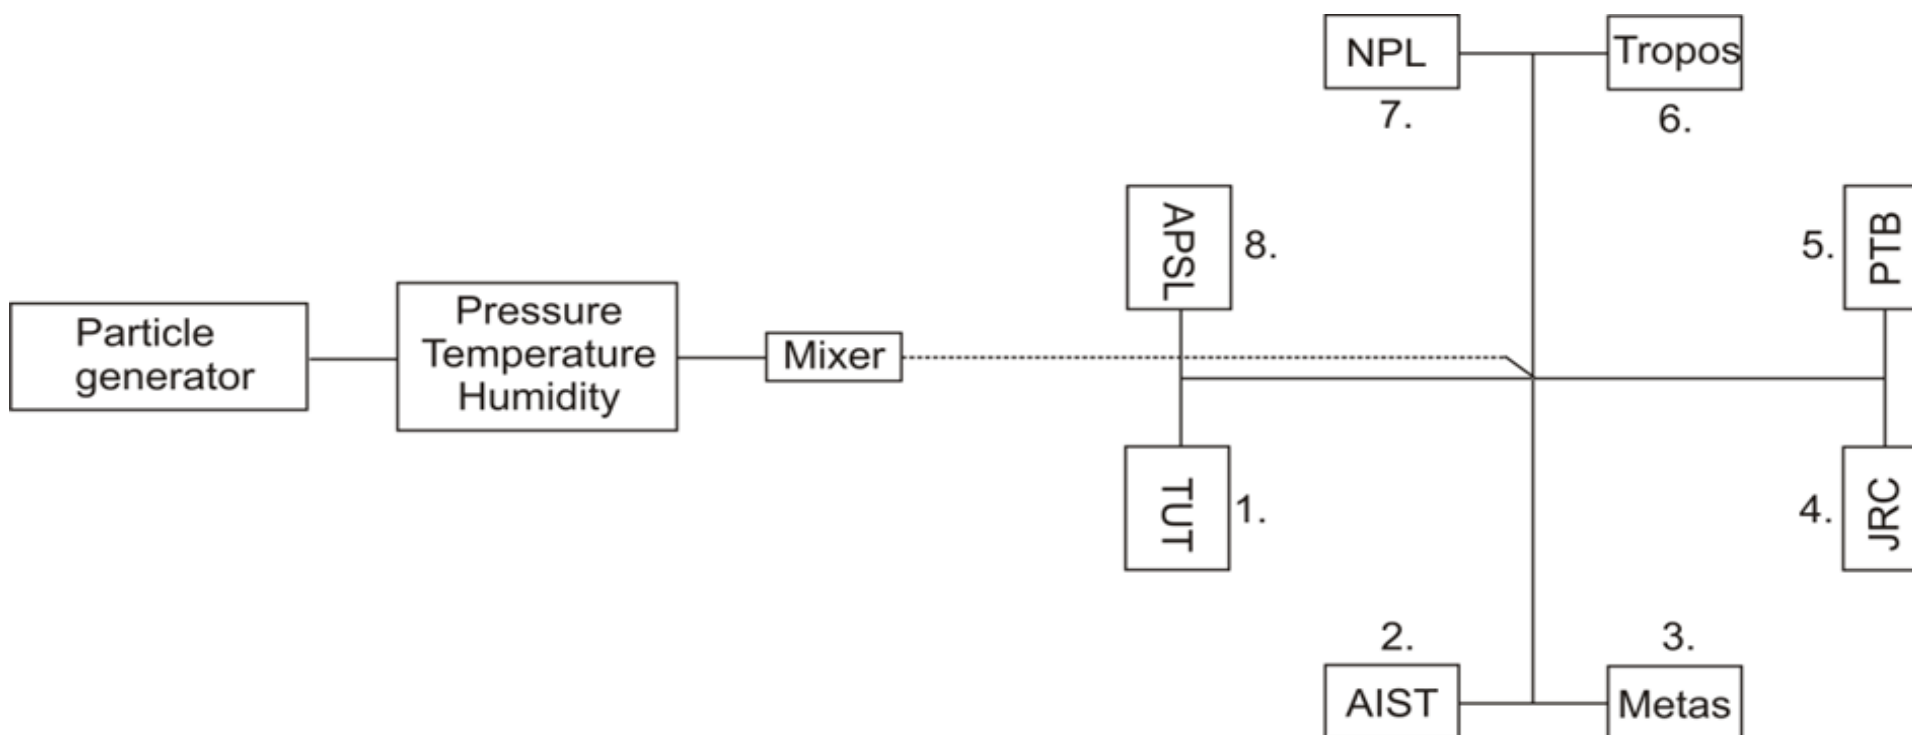 NPL
7.
Tropos
6.
APSL
8.
5.
PTB
Particle
generator
Pressure
Temperature
Humidity
Mixer
TUT
1.
4.
JRC
2.
AIST
3.
Metas